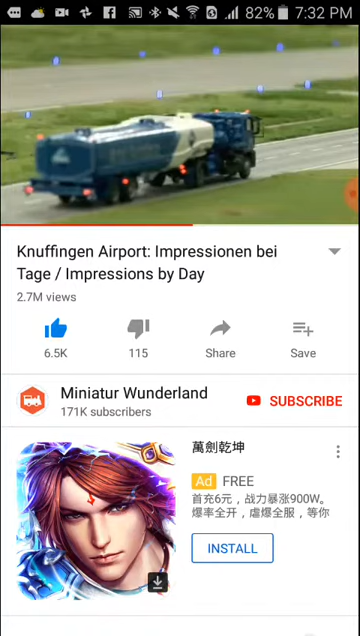 82% 7:32 PM
Knuffingen Airport: Impressionen bei
Tage / Impressions by Day
2.7M views
6.5K 115 Share Save
Miniatur Wunderland
171K subscribers
SUBSCRIBE
萬劍乾坤
Ad FREE
首充6元，战力暴涨900W。
爆率全开，虐爆全服，等你
INSTALL